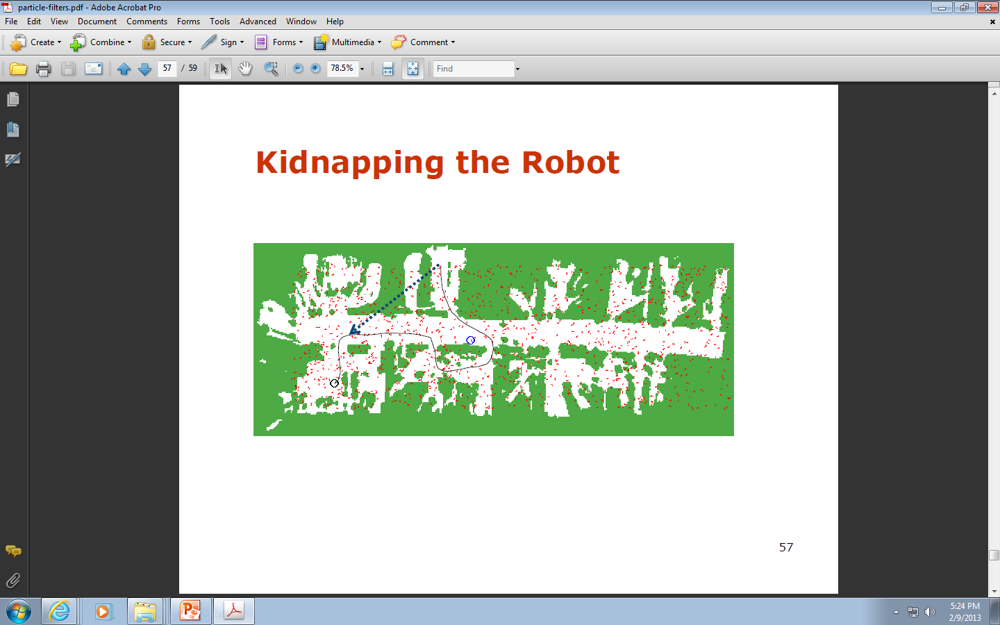 particle-filters.pdf - Adobe Acrobat Pro
File Edit View Document Comments Forms Tools Advanced Window Help
Create Combine Secure Sign Forms Multimedia Comment
57 / 59 78.5% Find
Kidnapping the Robot
57
5:24 PM
2/9/2013